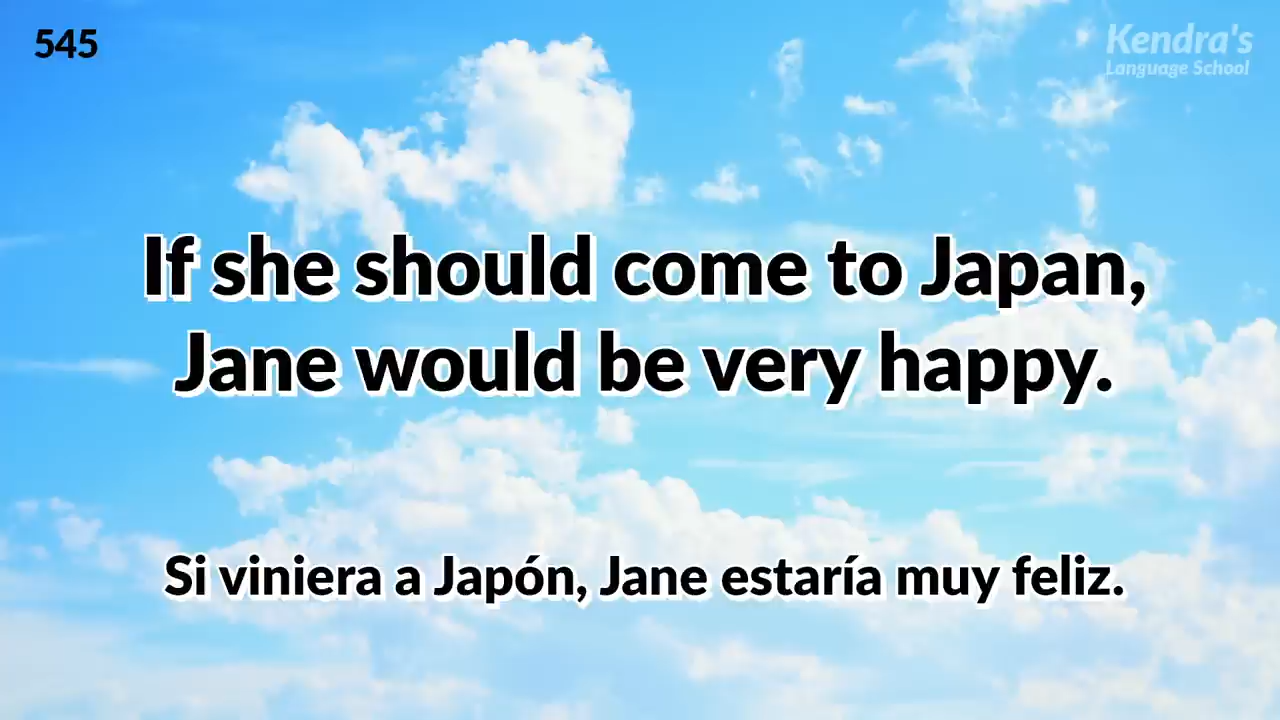 545
Kendra's
Language School
If she should come to Japan,
Jane would be very happy.
Si viniera a Japón, Jane estaría muy feliz.